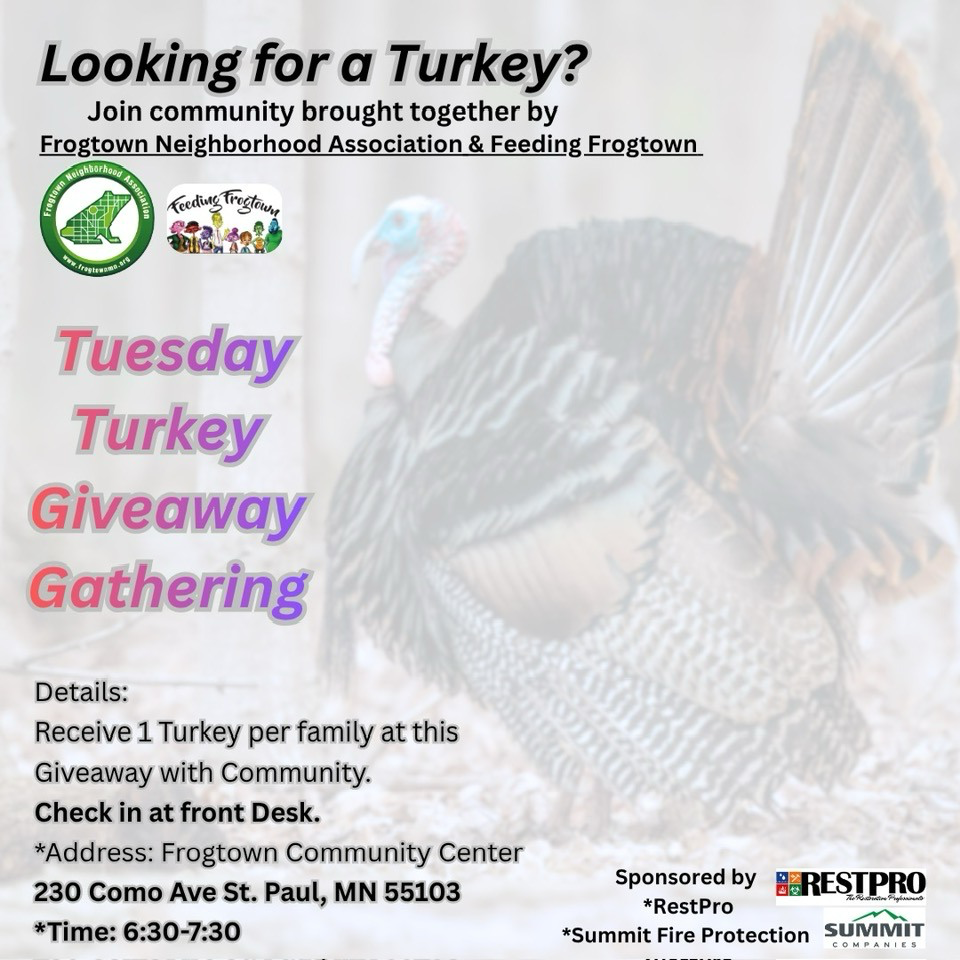 Looking for a Turkey?
Join community brought together by
Frogtown Neighborhood Association & Feeding Frogtown
Frogtown Neighborhood Association
www.frogtownmn.org
Feeding Frogtown
Tuesday
Turkey
Giveaway
Gathering
Details:
Receive 1 Turkey per family at this
Giveaway with Community.
Check in at front Desk.
*Address: Frogtown Community Center
230 Como Ave St. Paul, MN 55103
*Time: 6:30-7:30
Sponsored by
*RestPro
*Summit Fire Protection
RESTPRO
The Restoration Professionals
SUMMIT
COMPANIES